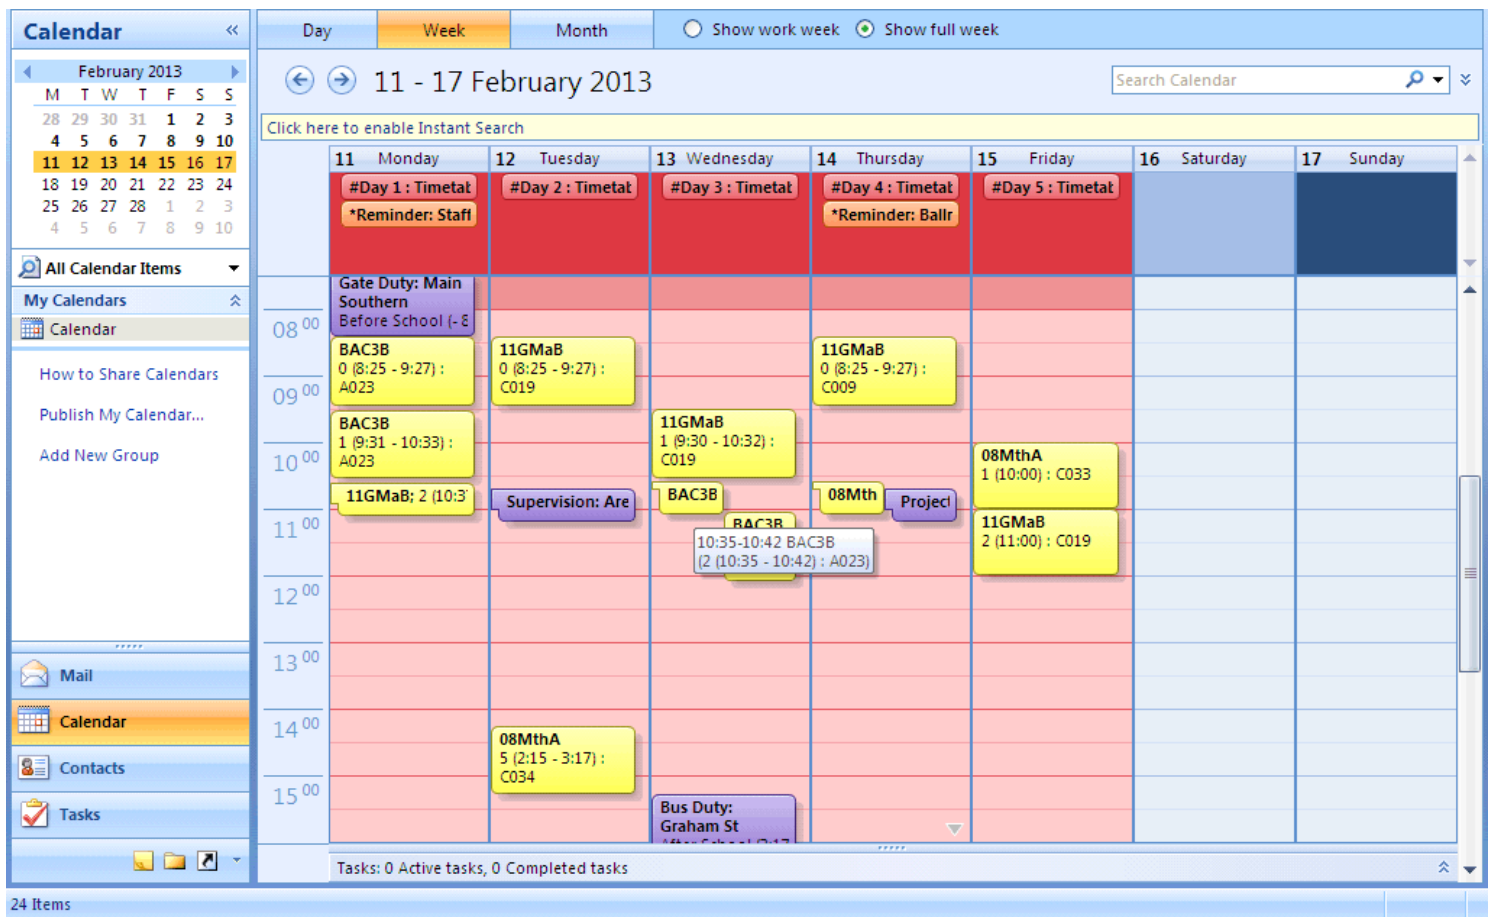 Calendar «
February 2013
M T W T F S S
28 29 30 31 1 2 3
4 5 6 7 8 9 10
11 12 13 14 15 16 17
18 19 20 21 22 23 24
25 26 27 28 1 2 3
4 5 6 7 8 9 10
All Calendar Items
My Calendars
Calendar
How to Share Calendars
Publish My Calendar...
Add New Group
Mail
Calendar
Contacts
Tasks
Day Week Month Show work week Show full week
11 - 17 February 2013
Search Calendar
Click here to enable Instant Search
11 Monday 12 Tuesday 13 Wednesday 14 Thursday 15 Friday 16 Saturday 17 Sunday
#Day 1 : Timetab #Day 2 : Timetab #Day 3 : Timetab #Day 4 : Timetab #Day 5 : Timetab
*Reminder: Staff *Reminder: Ballr
08 00
09 00
10 00
11 00
12 00
13 00
14 00
15 00
Gate Duty: Main
Southern
Before School (- 8
BAC3B
0 (8:25 - 9:27) :
A023
BAC3B
1 (9:31 - 10:33) :
A023
11GMaB; 2 (10:3
11GMaB
0 (8:25 - 9:27) :
C019
Supervision: Are
08MthA
5 (2:15 - 3:17) :
C034
11GMaB
1 (9:30 - 10:32) :
C019
BAC3B
BAC3B
10:35-10:42 BAC3B
(2 (10:35 - 10:42) : A023)
Bus Duty:
Graham St
After School (3:17
11GMaB
0 (8:25 - 9:27) :
C009
08Mth
Project
08MthA
1 (10:00) : C033
11GMaB
2 (11:00) : C019
Tasks: 0 Active tasks, 0 Completed tasks
24 Items